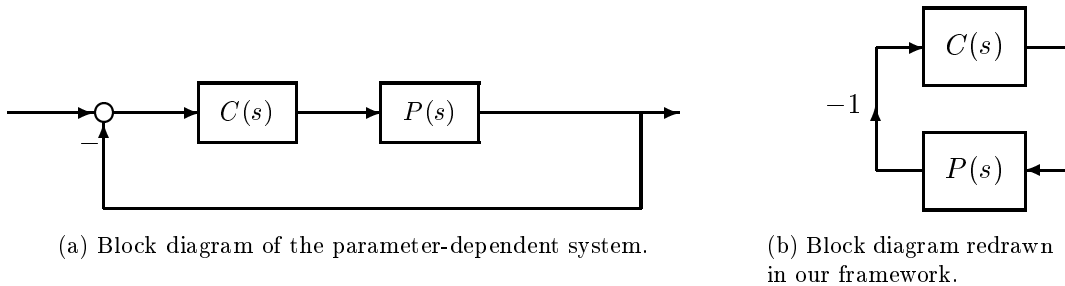 C(s)
P(s)
−
(a) Block diagram of the parameter-dependent system.
C(s)
−1
P(s)
(b) Block diagram redrawn
in our framework.